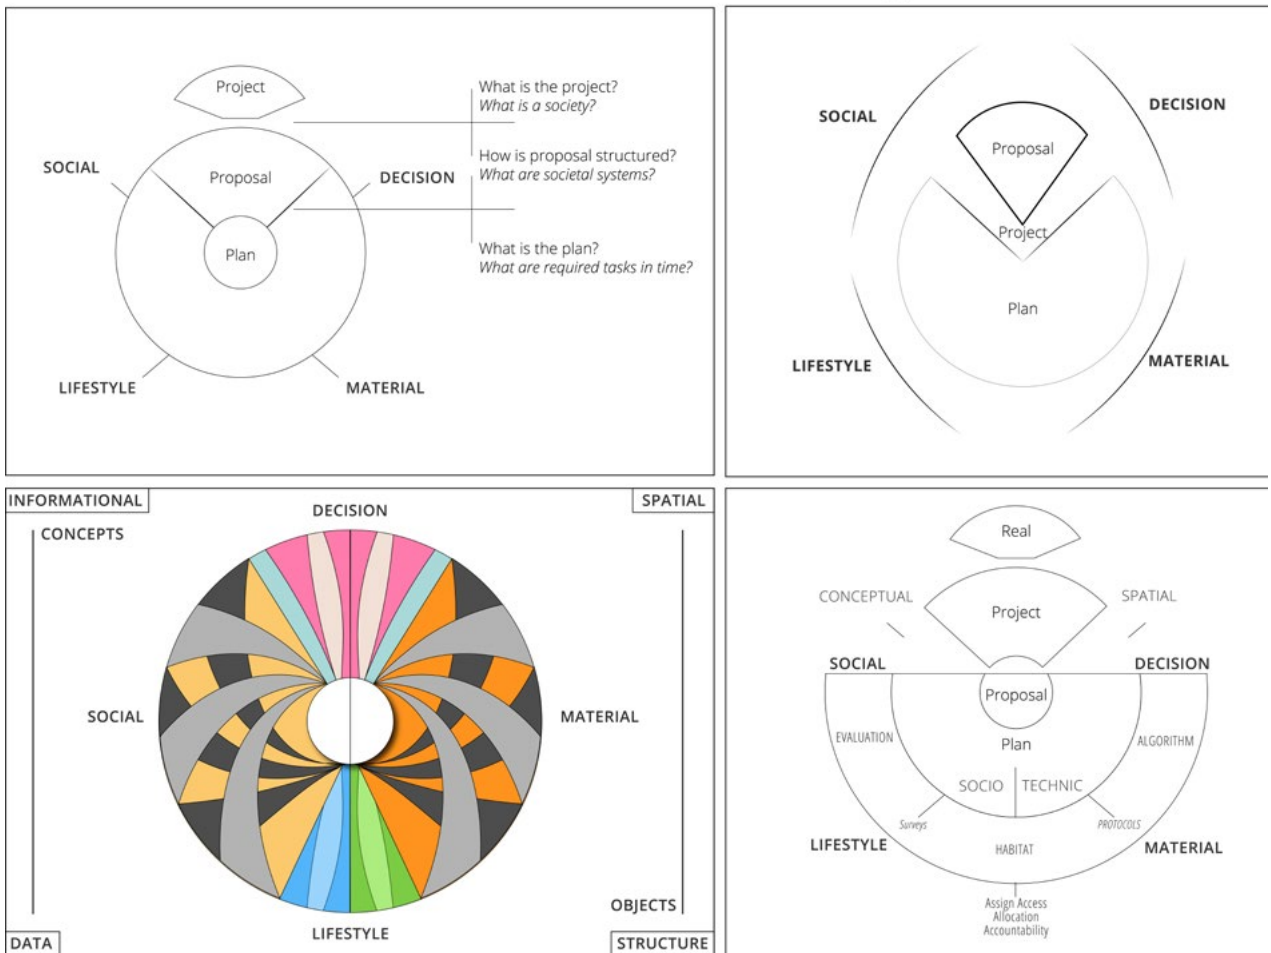 Project
What is the project?
What is a society?
SOCIAL
Proposal
DECISION
How is proposal structured?
What are societal systems?
Plan
What is the plan?
What are required tasks in time?
LIFESTYLE
MATERIAL
SOCIAL
DECISION
Proposal
Project
Plan
LIFESTYLE
MATERIAL
INFORMATIONAL
DECISION
SPATIAL
CONCEPTS
SOCIAL
MATERIAL
OBJECTS
DATA
LIFESTYLE
STRUCTURE
Real
CONCEPTUAL
Project
SPATIAL
SOCIAL
DECISION
Proposal
EVALUATION
Plan
ALGORITHM
SOCIO
TECHNIC
Surveys
PROTOCOLS
LIFESTYLE
HABITAT
MATERIAL
Assign Access
Allocation
Accountability